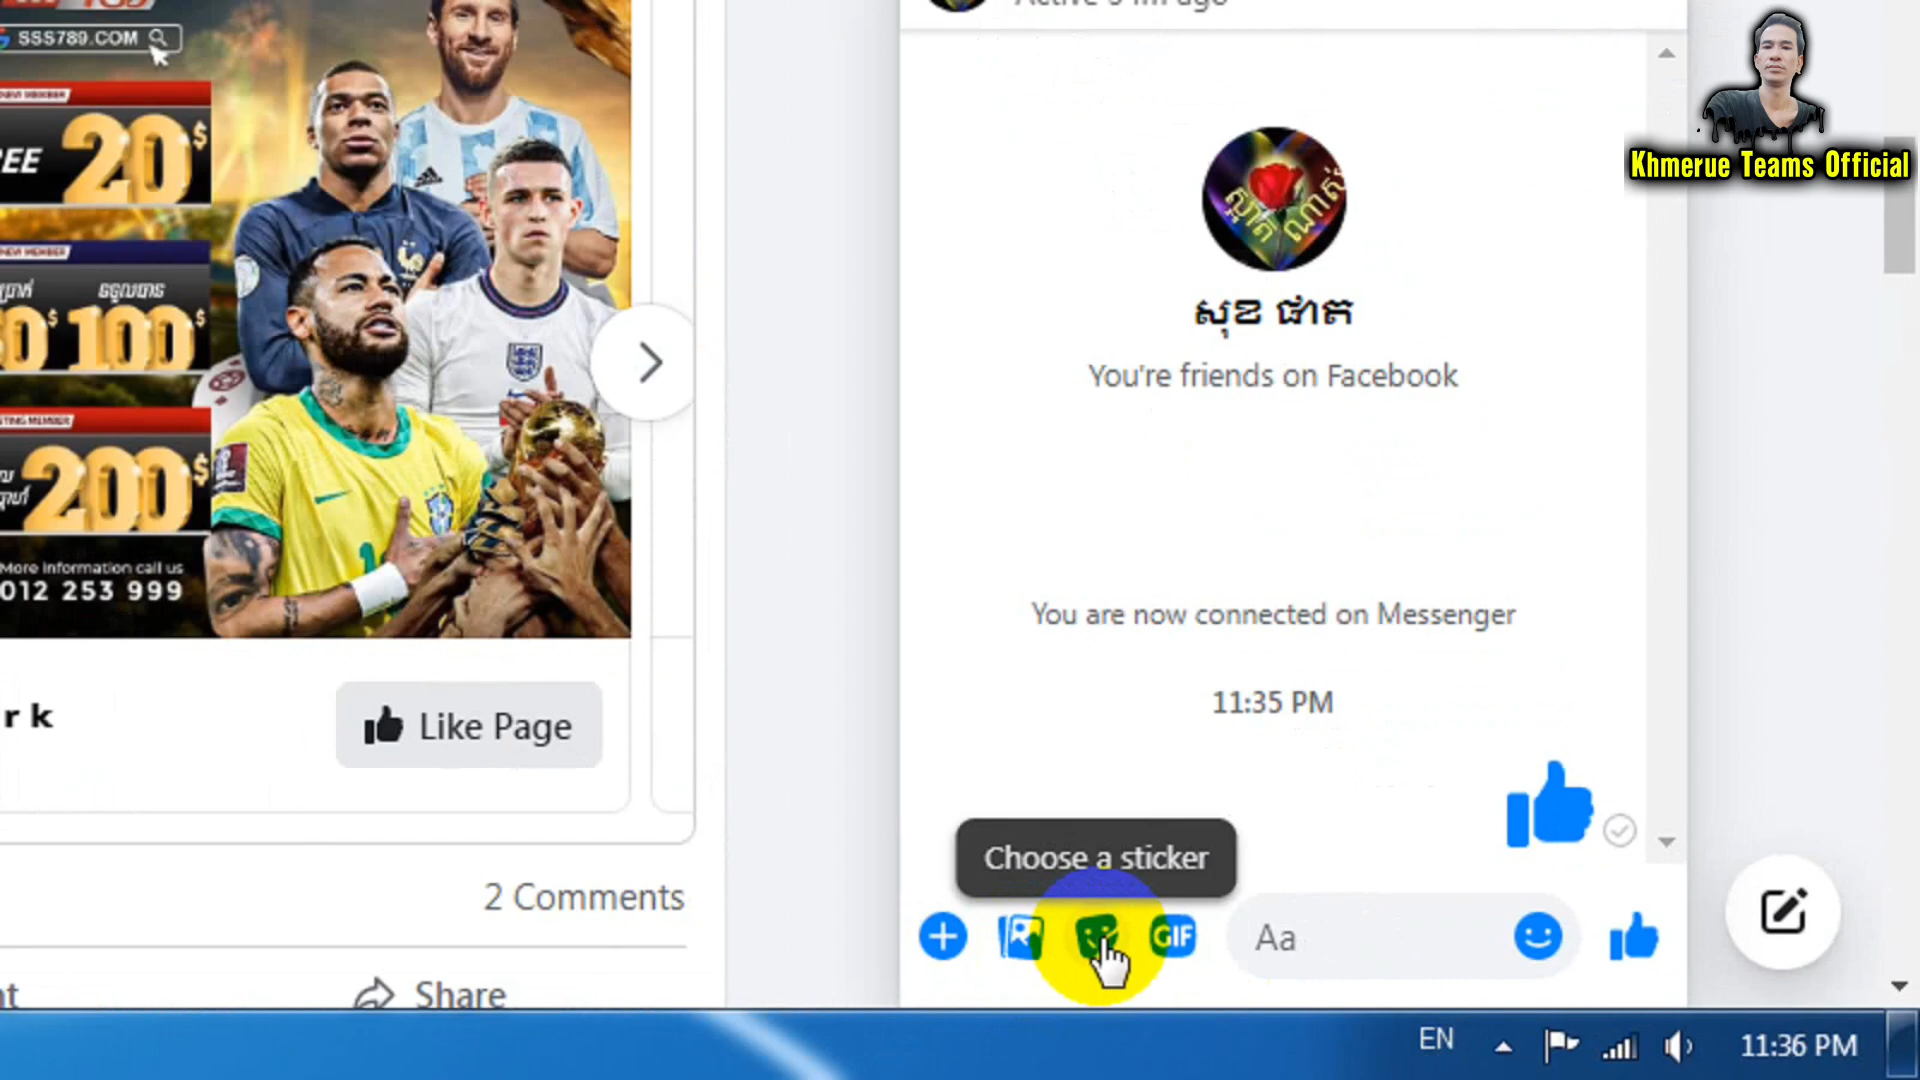 SSS789.COM
20$
100$
200$
More information call us
012 253 999
rk
Like Page
2 Comments
Share
សុខ ផាត
You're friends on Facebook
You are now connected on Messenger
11:35 PM
Choose a sticker
GIF
Aa
Khmerue Teams Official
EN
11:36 PM